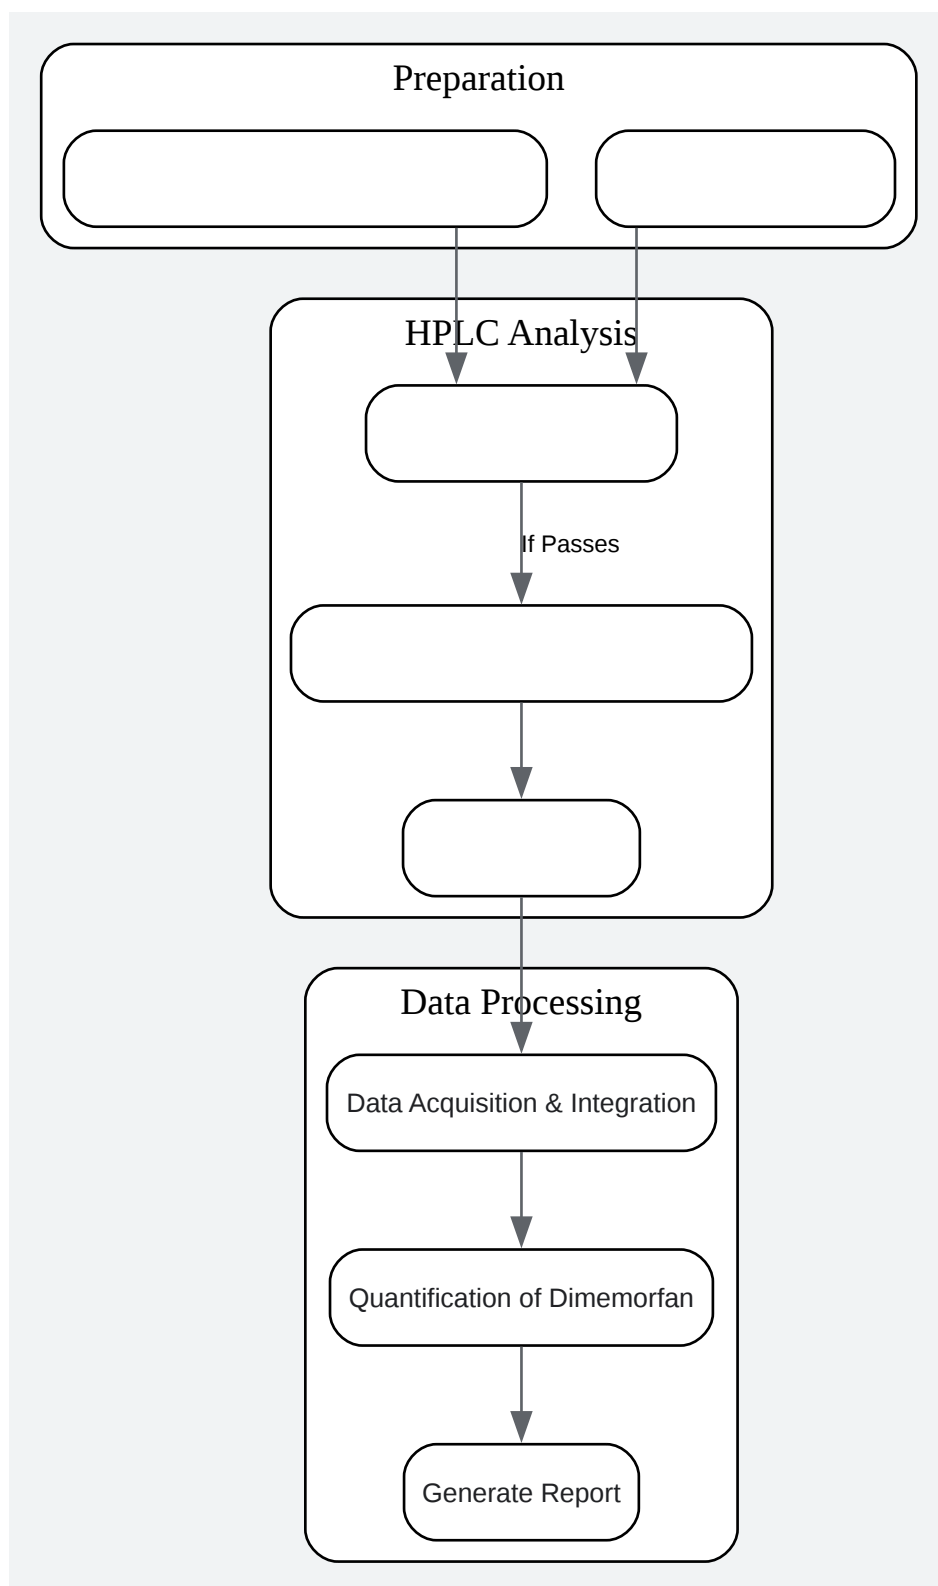 Preparation
HPLC Analysis
If Passes
Data Processing
Data Acquisition & Integration
Quantification of Dimemorfan
Generate Report